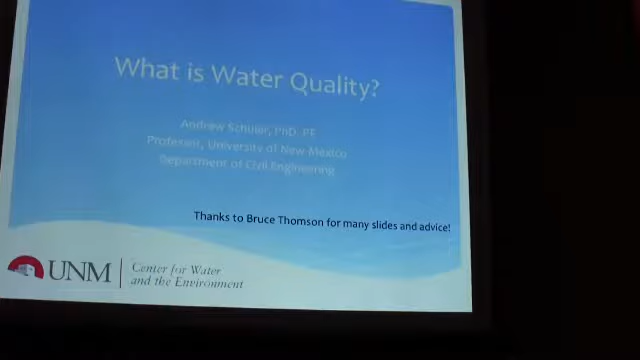 What is Water Quality?
Andrew Schuler, PhD, PE
Professor, University of New Mexico
Department of Civil Engineering
Thanks to Bruce Thomson for many slides and advice!
UNM
Center for Water
and the Environment